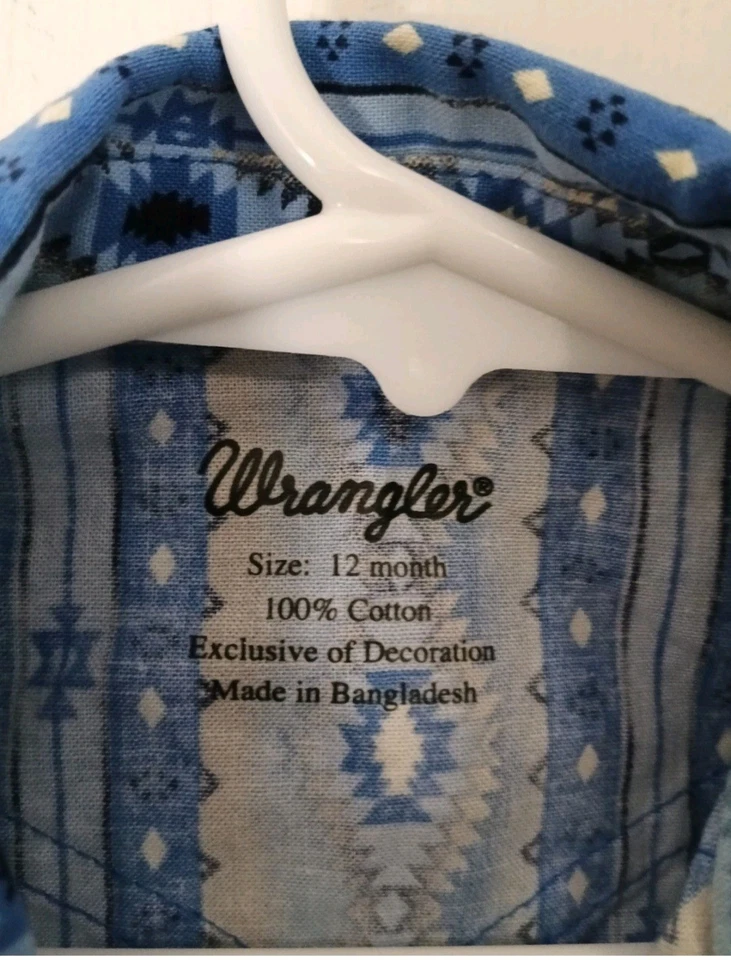 Wrangler®
Size: 12 month
100% Cotton
Exclusive of Decoration
Made in Bangladesh